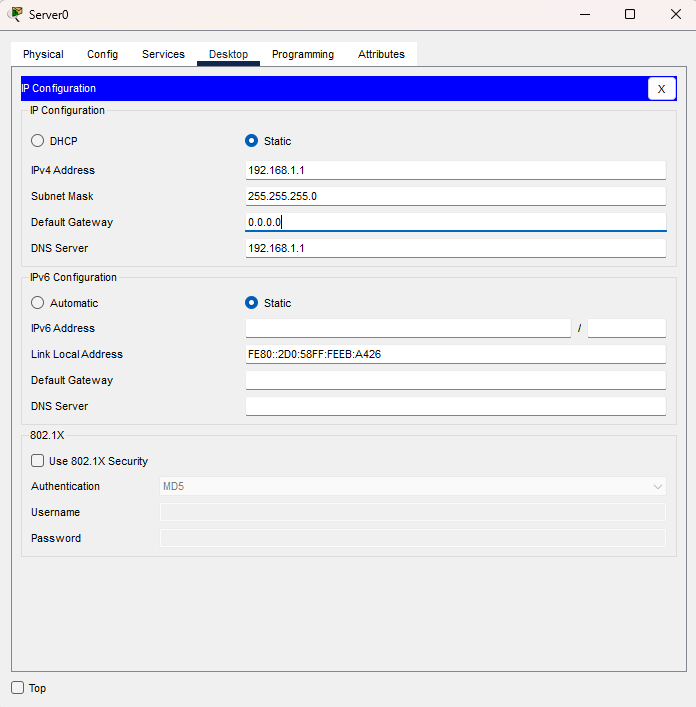 Server0
Physical Config Services Desktop Programming Attributes
IP Configuration X
IP Configuration
DHCP Static
IPv4 Address 192.168.1.1
Subnet Mask 255.255.255.0
Default Gateway 0.0.0.0
DNS Server 192.168.1.1
IPv6 Configuration
Automatic Static
IPv6 Address /
Link Local Address FE80::2D0:58FF:FEEB:A426
Default Gateway
DNS Server
802.1X
Use 802.1X Security
Authentication MD5
Username
Password
Top